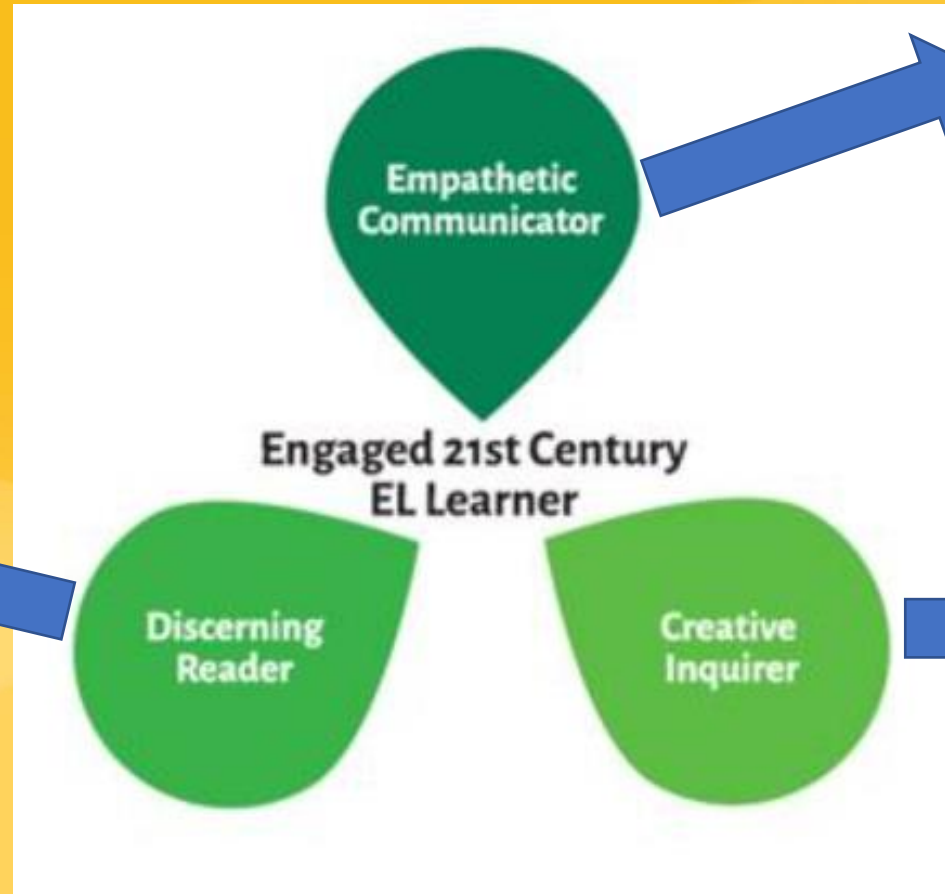 Empathetic
Communicator
Engaged 21st Century
EL Learner
Discerning
Reader
Creative
Inquirer